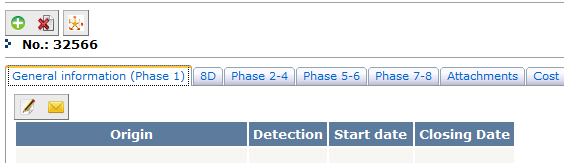 No.: 32566
General information (Phase 1) 8D Phase 2-4 Phase 5-6 Phase 7-8 Attachments Cost
Origin Detection Start date Closing Date